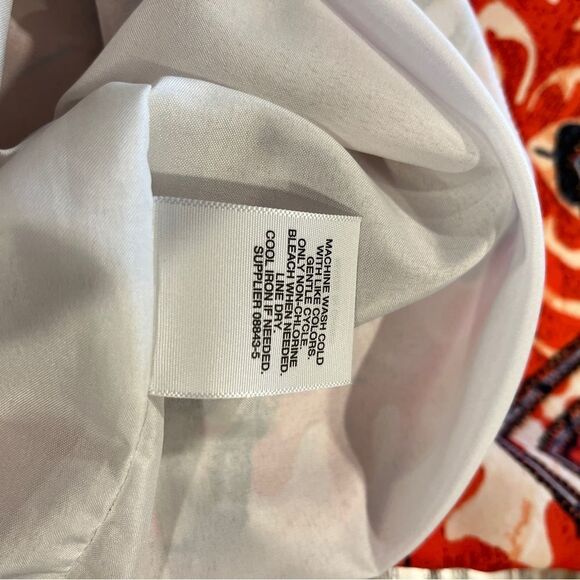 MACHINE WASH COLD
WITH LIKE COLORS.
GENTLE CYCLE.
ONLY NON-CHLORINE
BLEACH WHEN NEEDED.
LINE DRY.
COOL IRON IF NEEDED.
SUPPLIER 08843-5